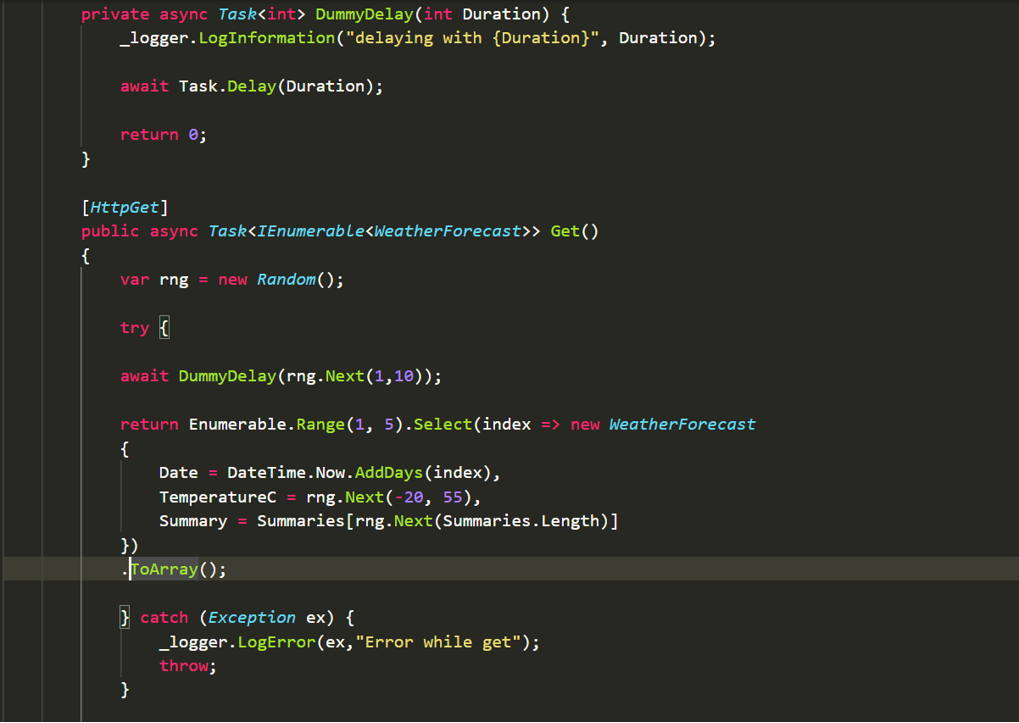 private async Task<int> DummyDelay(int Duration) {
_logger.LogInformation("delaying with {Duration}", Duration);
await Task.Delay(Duration);
return 0;
}
[HttpGet]
public async Task<IEnumerable<WeatherForecast>> Get()
{
var rng = new Random();
try {
await DummyDelay(rng.Next(1,10));
return Enumerable.Range(1, 5).Select(index => new WeatherForecast
{
Date = DateTime.Now.AddDays(index),
TemperatureC = rng.Next(-20, 55),
Summary = Summaries[rng.Next(Summaries.Length)]
})
.ToArray();
} catch (Exception ex) {
_logger.LogError(ex,"Error while get");
throw;
}